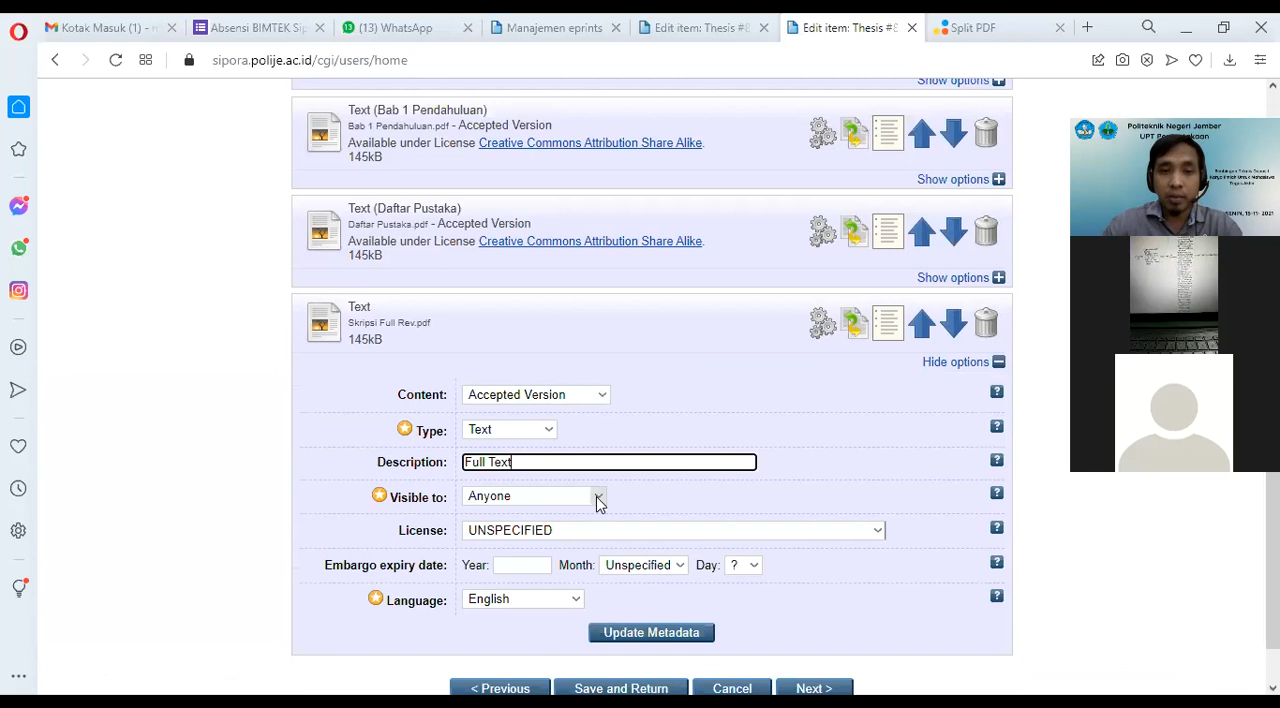 Kotak Masuk (1) - n
Absensi BIMTEK Sip
(13) WhatsApp
Manajemen eprints
Edit item: Thesis #8
Edit item: Thesis #8
Split PDF
sipora.polije.ac.id/cgi/users/home
Show options
Text (Bab 1 Pendahuluan)
Bab 1 Pendahuluan.pdf - Accepted Version
Available under License Creative Commons Attribution Share Alike.
145kB
Show options
Text (Daftar Pustaka)
Daftar Pustaka.pdf - Accepted Version
Available under License Creative Commons Attribution Share Alike.
145kB
Show options
Text
Skripsi Full Rev.pdf
145kB
Hide options
Content: Accepted Version
Type: Text
Description: Full Text
Visible to: Anyone
License: UNSPECIFIED
Embargo expiry date: Year: Month: Unspecified Day: ?
Language: English
Update Metadata
< Previous Save and Return Cancel Next >
Politeknik Negeri Jember
UPT